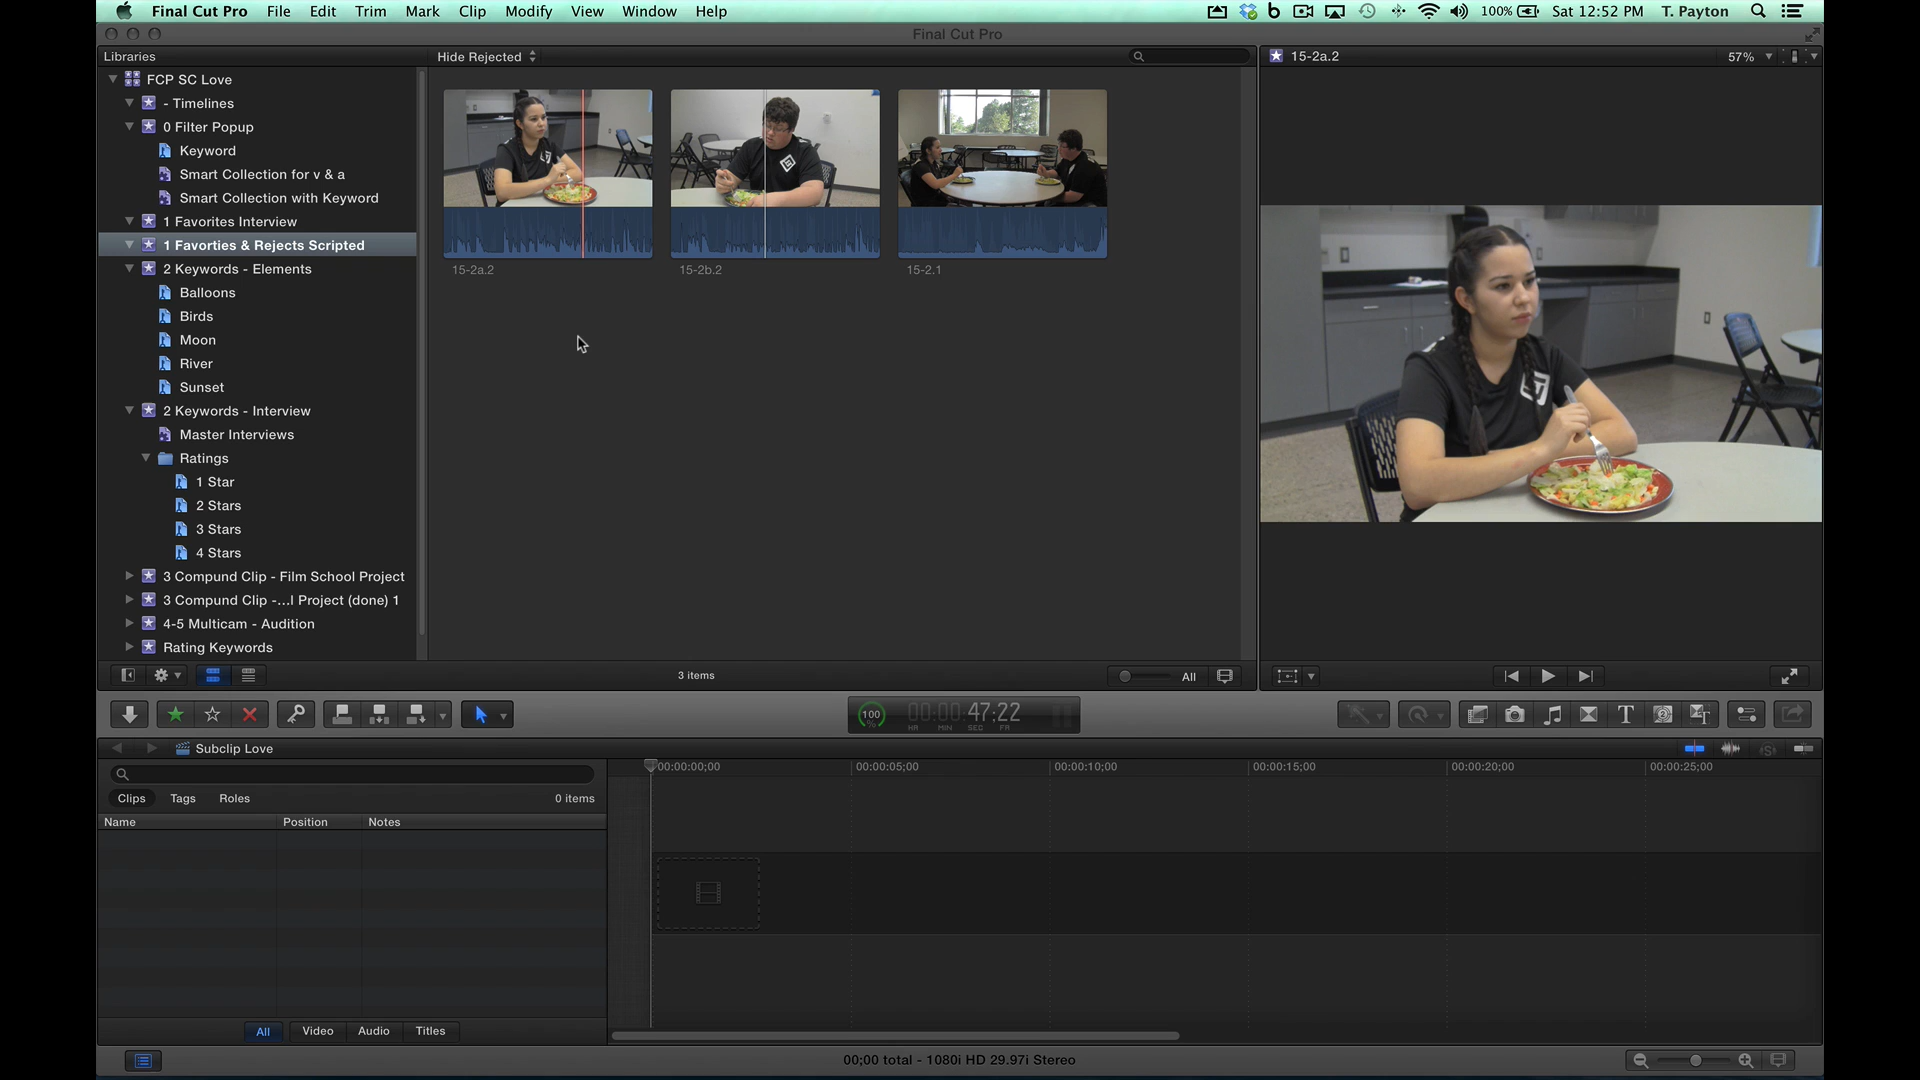 Final Cut Pro File Edit Trim Mark Clip Modify View Window Help 100% Sat 12:52 PM T. Payton
Final Cut Pro
Libraries
Hide Rejected
15-2a.2
57%
FCP SC Love
- Timelines
0 Filter Popup
Keyword
Smart Collection for v & a
Smart Collection with Keyword
1 Favorites Interview
1 Favorties & Rejects Scripted
2 Keywords - Elements
Balloons
Birds
Moon
River
Sunset
2 Keywords - Interview
Master Interviews
Ratings
1 Star
2 Stars
3 Stars
4 Stars
3 Compund Clip - Film School Project
3 Compund Clip -...l Project (done) 1
4-5 Multicam - Audition
Rating Keywords
15-2a.2
15-2b.2
15-2.1
3 items
All
100
%
00:00:47;22
HR MIN SEC FR
Subclip Love
Clips Tags Roles 0 items
Name Position Notes
00:00:00;00 00:00:05;00 00:00:10;00 00:00:15;00 00:00:20;00 00:00:25;00
All Video Audio Titles
00;00 total - 1080i HD 29.97i Stereo